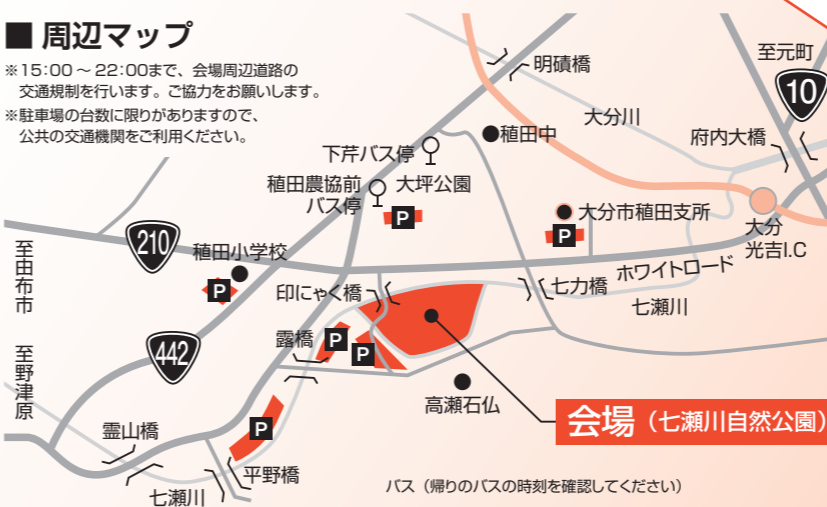 ■ 周辺マップ
※15:00～22:00まで、会場周辺道路の
交通規制を行います。ご協力をお願いします。
※駐車場の台数に限りがありますので、
公共の交通機関をご利用ください。
明磧橋
至元町
10
大分川
府内大橋
稙田中
下芹バス停
稙田農協前
バス停
大坪公園
P
大分市稙田支所
P
大分
光吉I.C
210
稙田小学校
P
至由布市
ホワイトロード
印にゃく橋
七力橋
七瀬川
442
露橋
P
P
至野津原
高瀬石仏
会場（七瀬川自然公園）
霊山橋
P
平野橋
七瀬川
バス（帰りのバスの時刻を確認してください）